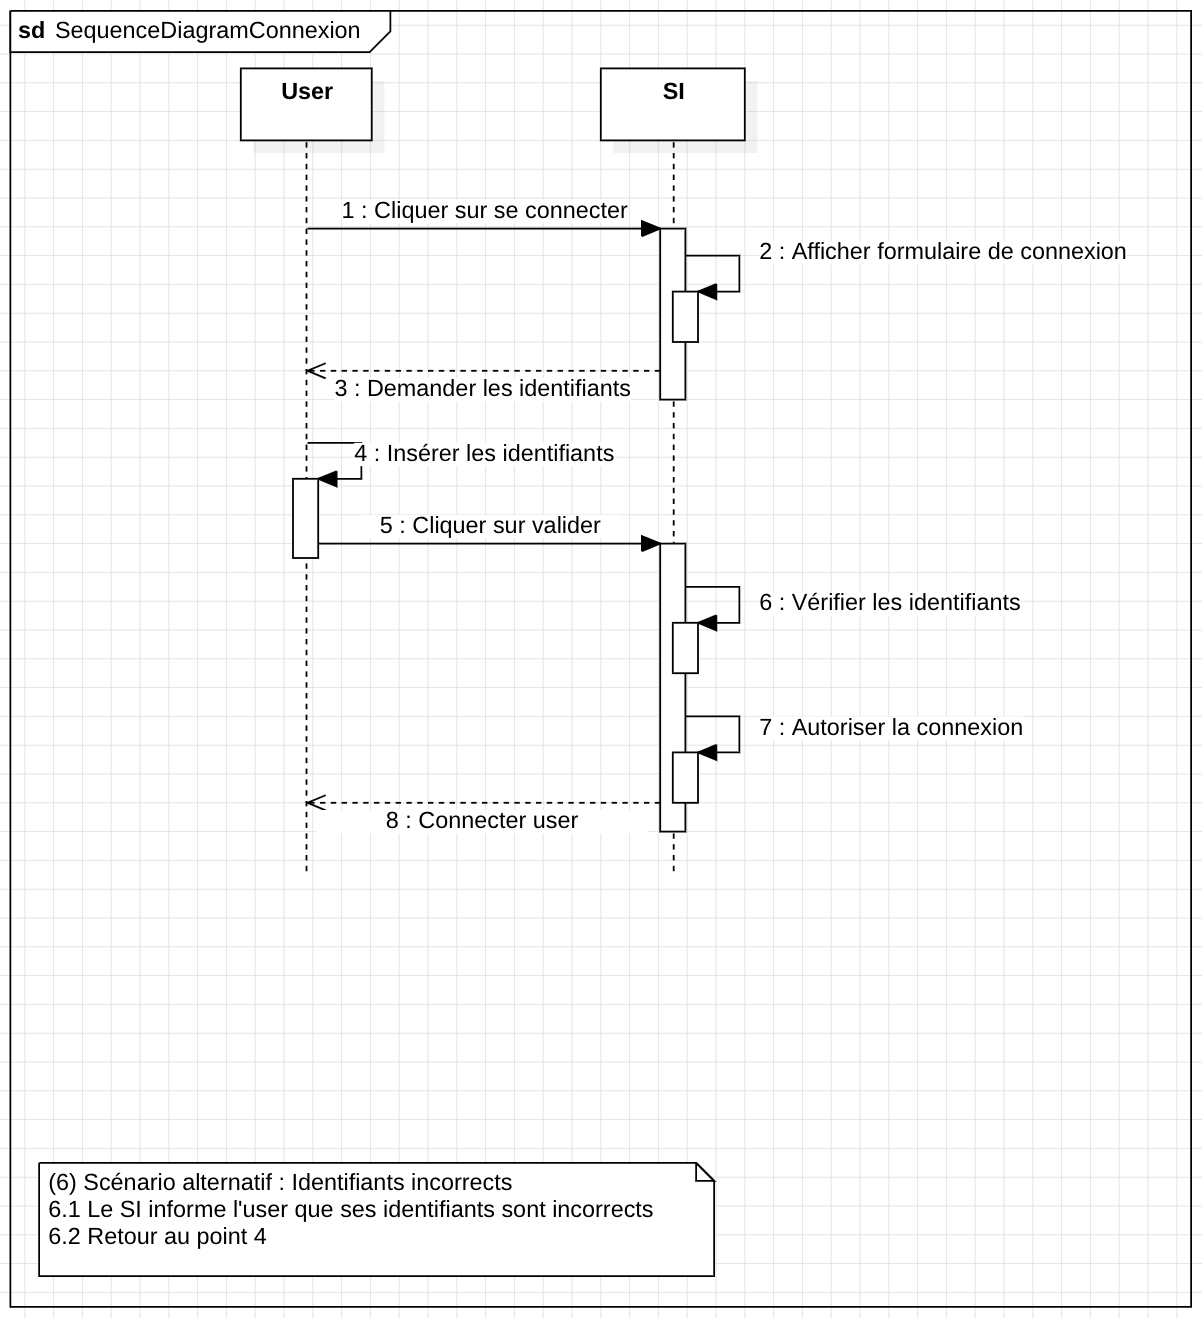 sd SequenceDiagramConnexion
User
SI
1 : Cliquer sur se connecter
2 : Afficher formulaire de connexion
3 : Demander les identifiants
4 : Insérer les identifiants
5 : Cliquer sur valider
6 : Vérifier les identifiants
7 : Autoriser la connexion
8 : Connecter user
(6) Scénario alternatif : Identifiants incorrects
6.1 Le SI informe l'user que ses identifiants sont incorrects
6.2 Retour au point 4